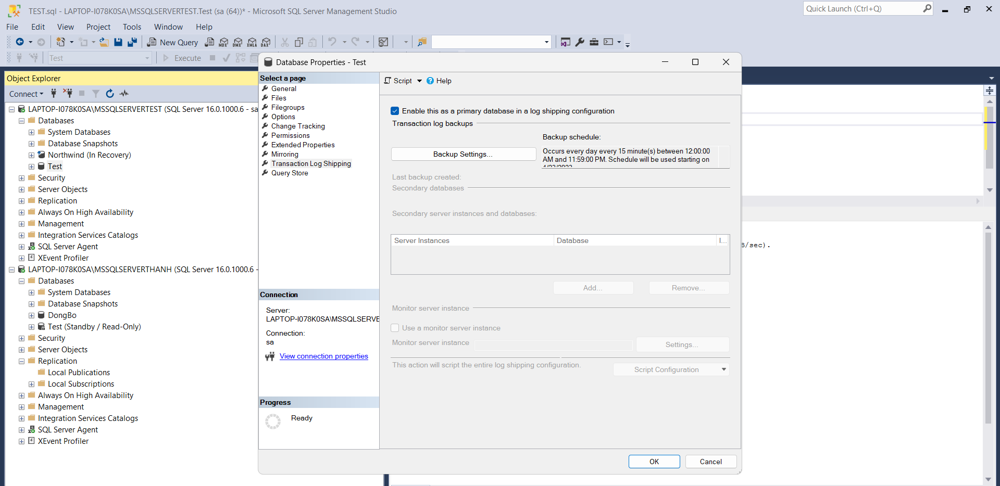 TEST.sql - LAPTOP-I078K0SA\MSSQLSERVERTEST.Test (sa (64))* - Microsoft SQL Server Management Studio
Quick Launch (Ctrl+Q)
File Edit View Project Tools Window Help
New Query MDX DMX XMLA DAX
Test Execute
Object Explorer
Connect
LAPTOP-I078K0SA\MSSQLSERVERTEST (SQL Server 16.0.1000.6 - sa
Databases
System Databases
Database Snapshots
Northwind (In Recovery)
Test
Security
Server Objects
Replication
Always On High Availability
Management
Integration Services Catalogs
SQL Server Agent
XEvent Profiler
LAPTOP-I078K0SA\MSSQLSERVERTHANH (SQL Server 16.0.1000.6 -
Databases
System Databases
Database Snapshots
DongBo
Test (Standby / Read-Only)
Security
Server Objects
Replication
Local Publications
Local Subscriptions
Always On High Availability
Management
Integration Services Catalogs
SQL Server Agent
XEvent Profiler
Database Properties - Test
Select a page
General
Files
Filegroups
Options
Change Tracking
Permissions
Extended Properties
Mirroring
Transaction Log Shipping
Query Store
Connection
Server:
LAPTOP-I078K0SA\MSSQLSERVE
Connection:
sa
View connection properties
Progress
Ready
Script Help
Enable this as a primary database in a log shipping configuration
Transaction log backups
Backup schedule:
Backup Settings...
Occurs every day every 15 minute(s) between 12:00:00
AM and 11:59:00 PM. Schedule will be used starting on
Last backup created:
Secondary databases
Secondary server instances and databases:
Server Instances Database I...
Add... Remove...
Monitor server instance
Use a monitor server instance
Monitor server instance Settings...
This action will script the entire log shipping configuration.
Script Configuration
OK Cancel
B/sec).